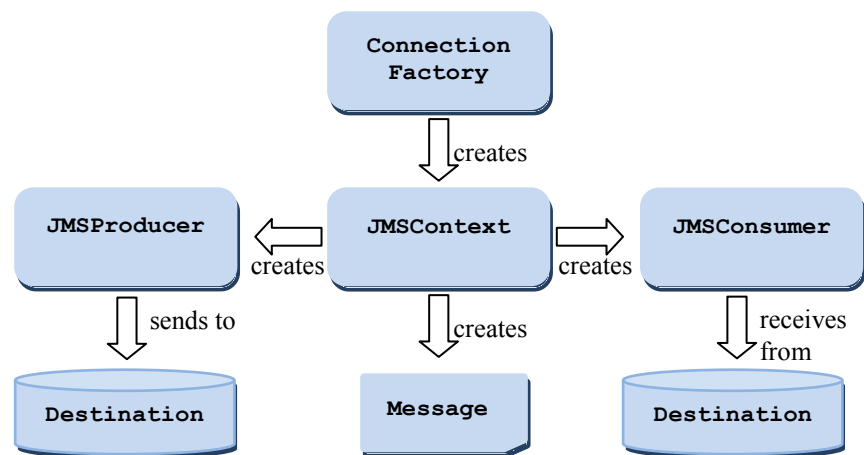 Connection
Factory
creates
JMSProducer
JMSContext
JMSConsumer
creates
creates
sends to
creates
receives
from
Destination
Message
Destination